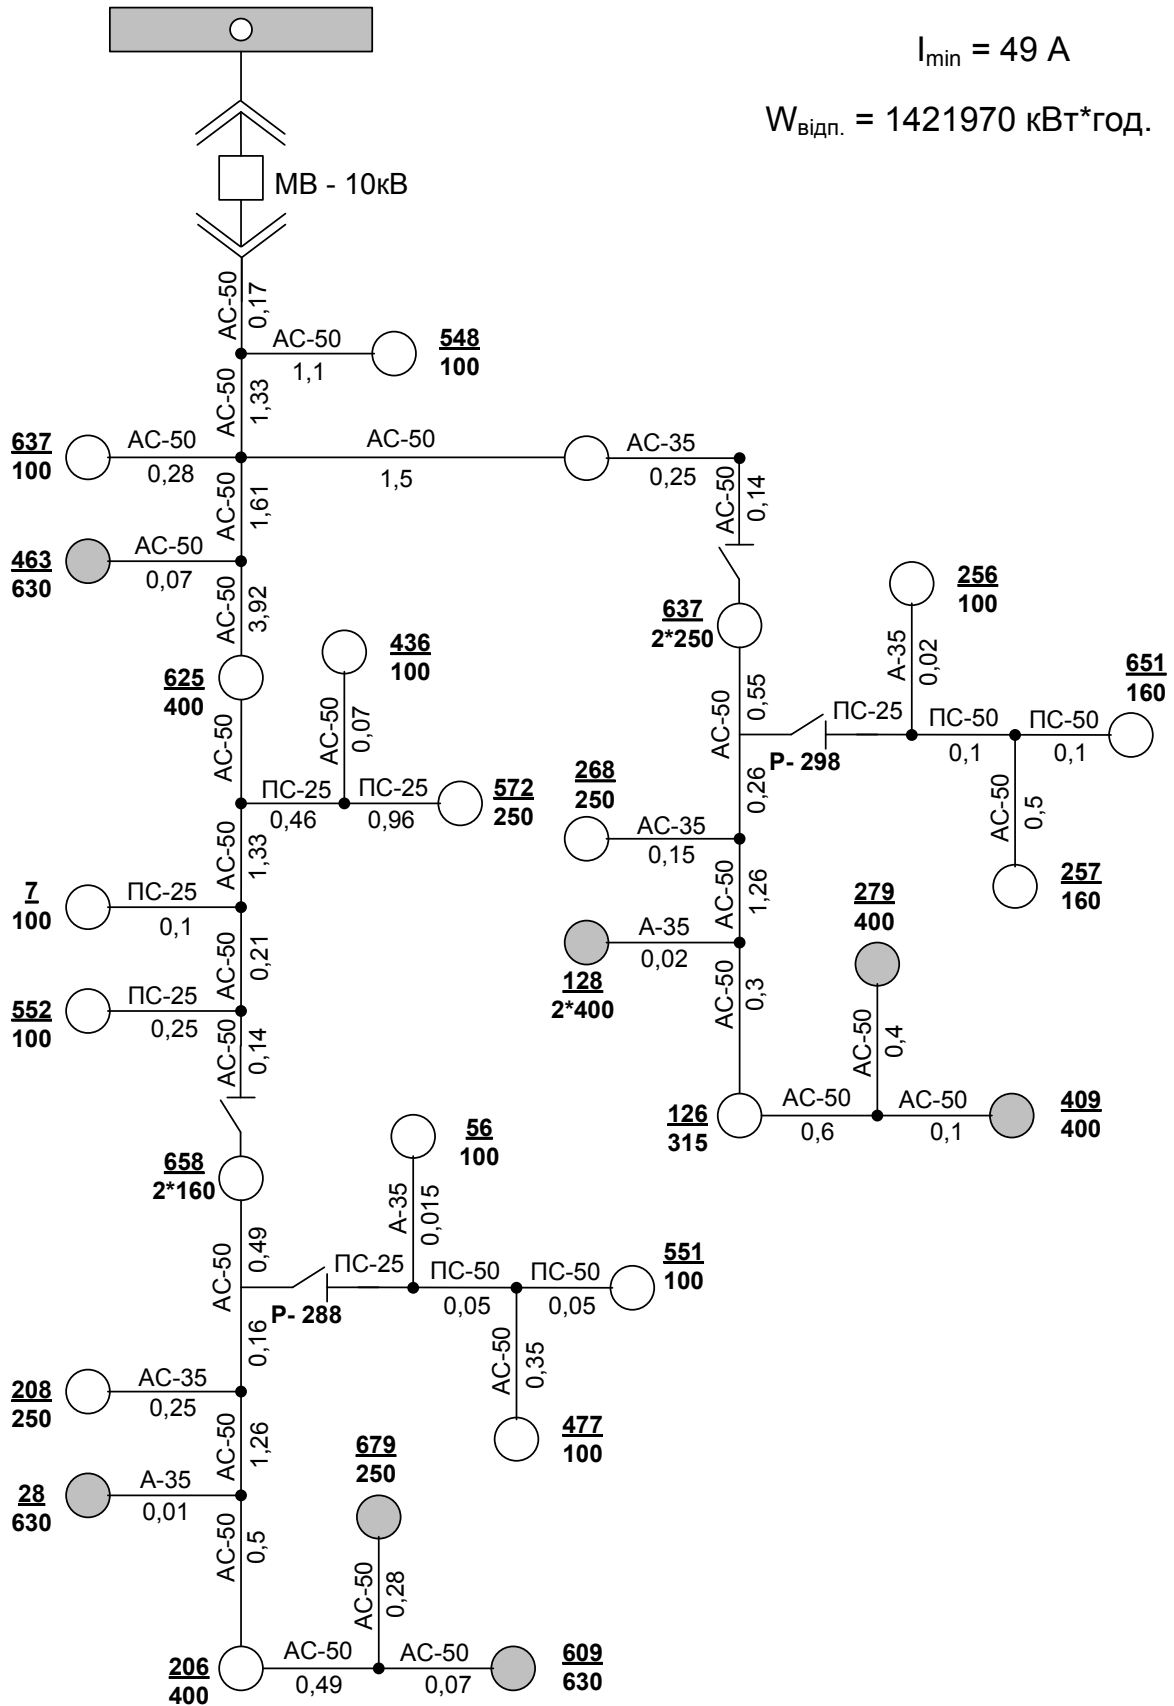 I_min = 49 А
W_відп. = 1421970 кВт*год.
МВ - 10кВ
АС-50
0,17
АС-50
1,1
548
100
АС-50
1,33
637
100
АС-50
0,28
АС-50
1,5
АС-35
0,25
АС-50
0,14
АС-50
1,61
463
630
АС-50
0,07
АС-50
3,92
625
400
436
100
АС-50
0,07
АС-50
ПС-25
0,46
ПС-25
0,96
572
250
АС-50
1,33
7
100
ПС-25
0,1
АС-50
0,21
552
100
ПС-25
0,25
АС-50
0,14
658
2*160
АС-50
0,49
Р- 288
ПС-25
56
100
А-35
0,015
ПС-50
0,05
ПС-50
0,05
551
100
АС-50
0,35
477
100
0,16
208
250
АС-35
0,25
АС-50
1,26
28
630
А-35
0,01
АС-50
0,5
206
400
АС-50
0,49
679
250
АС-50
0,28
АС-50
0,07
609
630
637
2*250
АС-50
0,55
Р- 298
ПС-25
256
100
А-35
0,02
ПС-50
0,1
ПС-50
0,1
651
160
АС-50
0,5
257
160
0,26
268
250
АС-35
0,15
АС-50
1,26
128
2*400
А-35
0,02
АС-50
0,3
126
315
АС-50
0,6
279
400
АС-50
0,4
АС-50
0,1
409
400